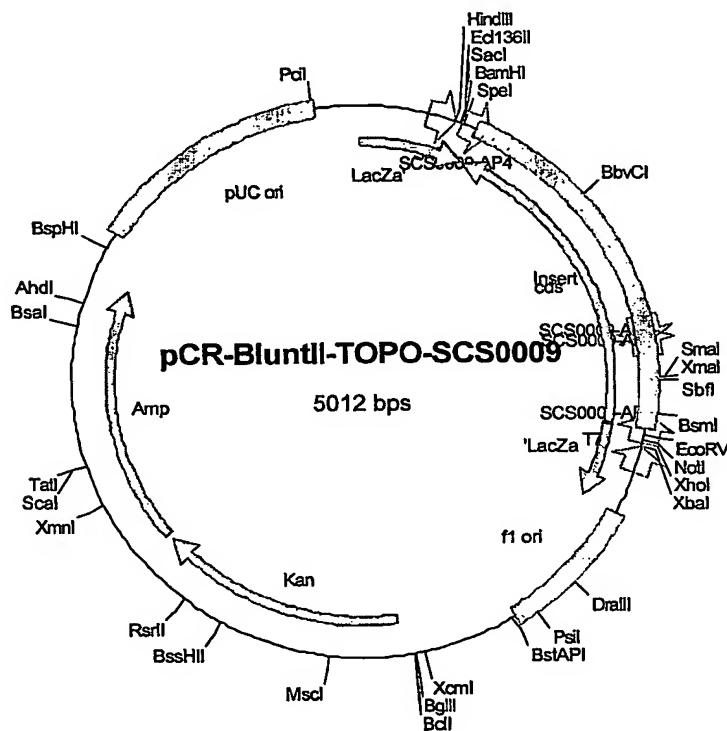 HindIII
Ecl136II
SacI
BamHI
SpeI
PciI
BbvCI
LacZa'
pUC ori
BspHI
Insert
cds
AhdI
BsaI
SmaI
XmaI
SbfI
pCR-BluntII-TOPO-SCS0009
5012 bps
Amp
BsmI
'LacZa
EcoRV
NotI
XhoI
XbaI
TatI
ScaI
XmnI
f1 ori
Kan
DraIII
RsrII
PsiI
BssHII
BstAPI
MscI
XcmI
BglII
BclI